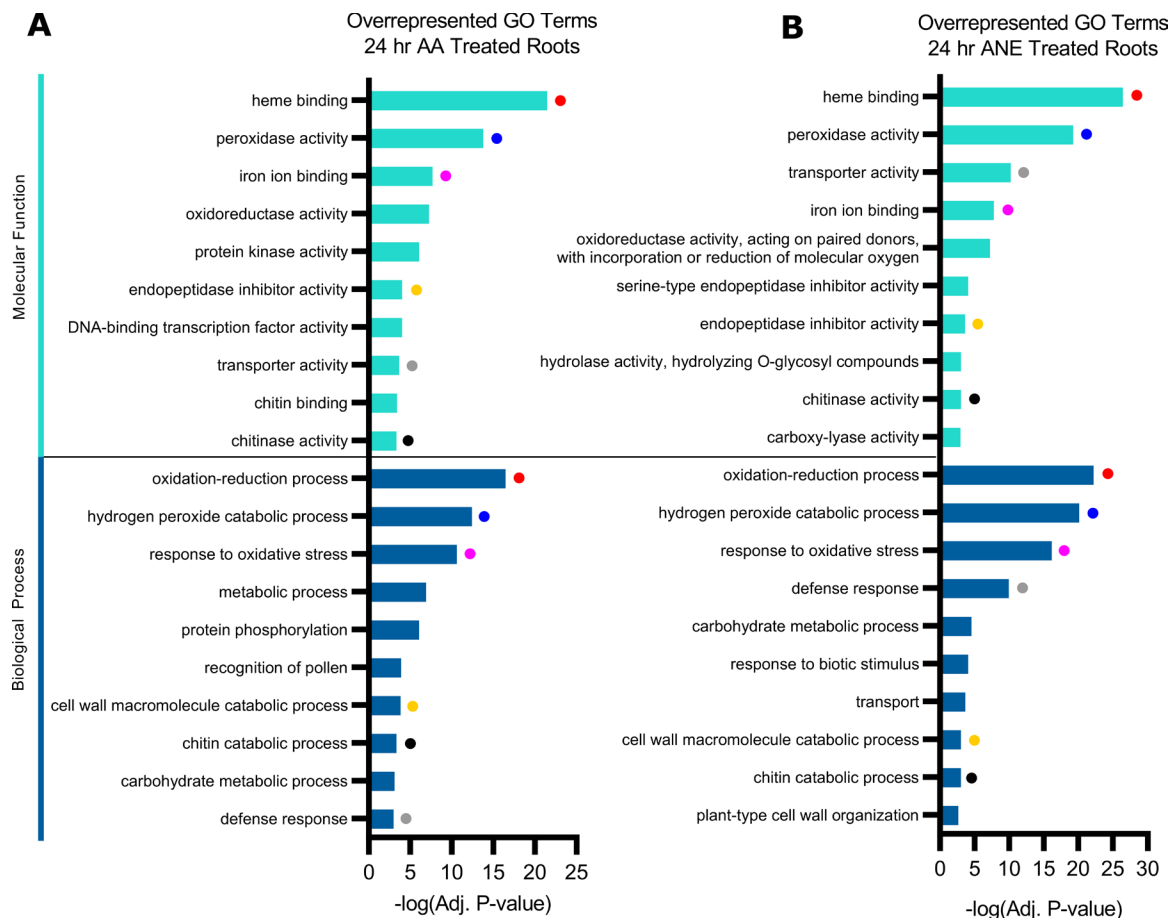 A
Overrepresented GO Terms
24 hr AA Treated Roots
Molecular Function
heme binding
peroxidase activity
iron ion binding
oxidoreductase activity
protein kinase activity
endopeptidase inhibitor activity
DNA-binding transcription factor activity
transporter activity
chitin binding
chitinase activity
Biological Process
oxidation-reduction process
hydrogen peroxide catabolic process
response to oxidative stress
metabolic process
protein phosphorylation
recognition of pollen
cell wall macromolecule catabolic process
chitin catabolic process
carbohydrate metabolic process
defense response
0 5 10 15 20 25
-log(Adj. P-value)
B
Overrepresented GO Terms
24 hr ANE Treated Roots
heme binding
peroxidase activity
transporter activity
iron ion binding
oxidoreductase activity, acting on paired donors,
with incorporation or reduction of molecular oxygen
serine-type endopeptidase inhibitor activity
endopeptidase inhibitor activity
hydrolase activity, hydrolyzing O-glycosyl compounds
chitinase activity
carboxy-lyase activity
oxidation-reduction process
hydrogen peroxide catabolic process
response to oxidative stress
defense response
carbohydrate metabolic process
response to biotic stimulus
transport
cell wall macromolecule catabolic process
chitin catabolic process
plant-type cell wall organization
0 5 10 15 20 25 30
-log(Adj. P-value)